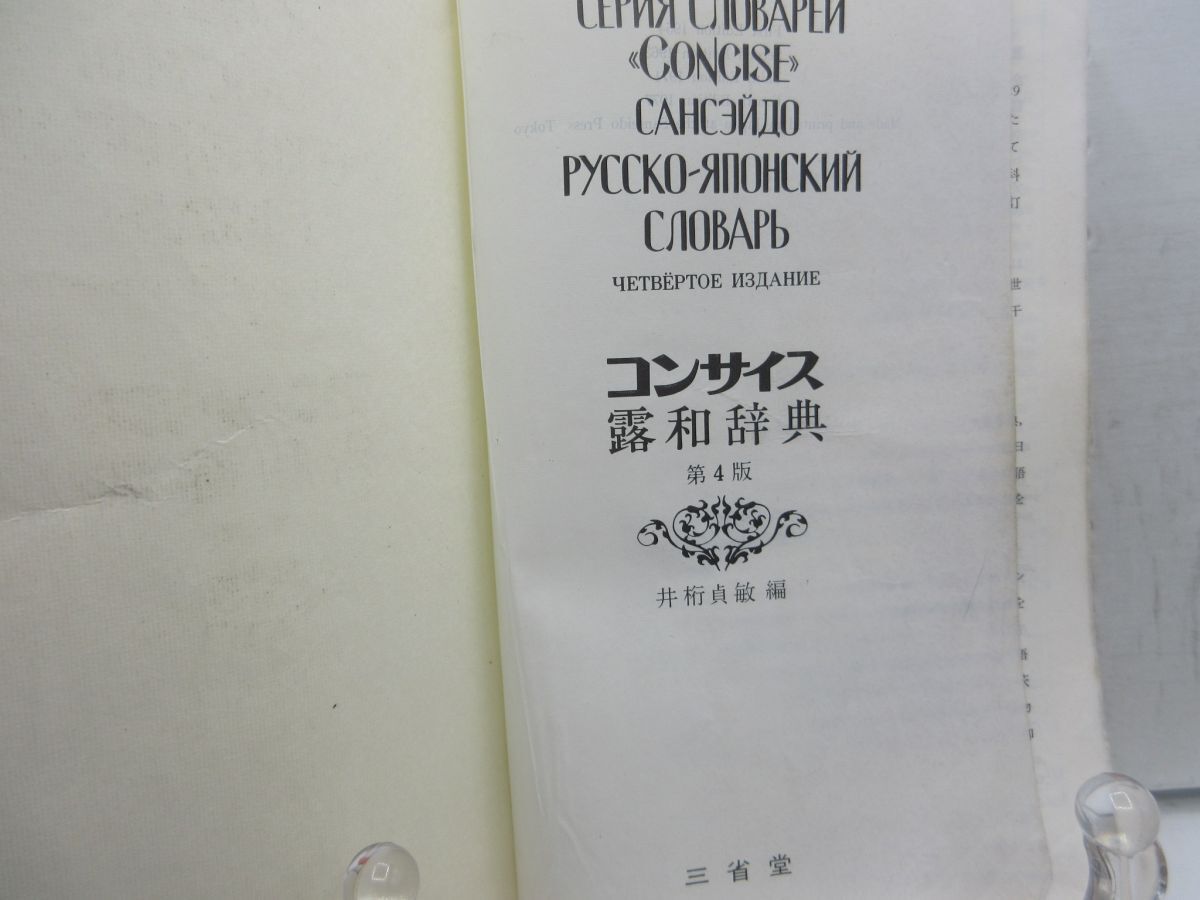 СЕРИЯ СЛОВАРЕЙ
«CONCISE»
САНСЭЙДО
РУССКО-ЯПОНСКИЙ
СЛОВАРЬ
ЧЕТВЁРТОЕ ИЗДАНИЕ
コンサイス
露和辞典
第4版
井桁貞敏編
三省堂